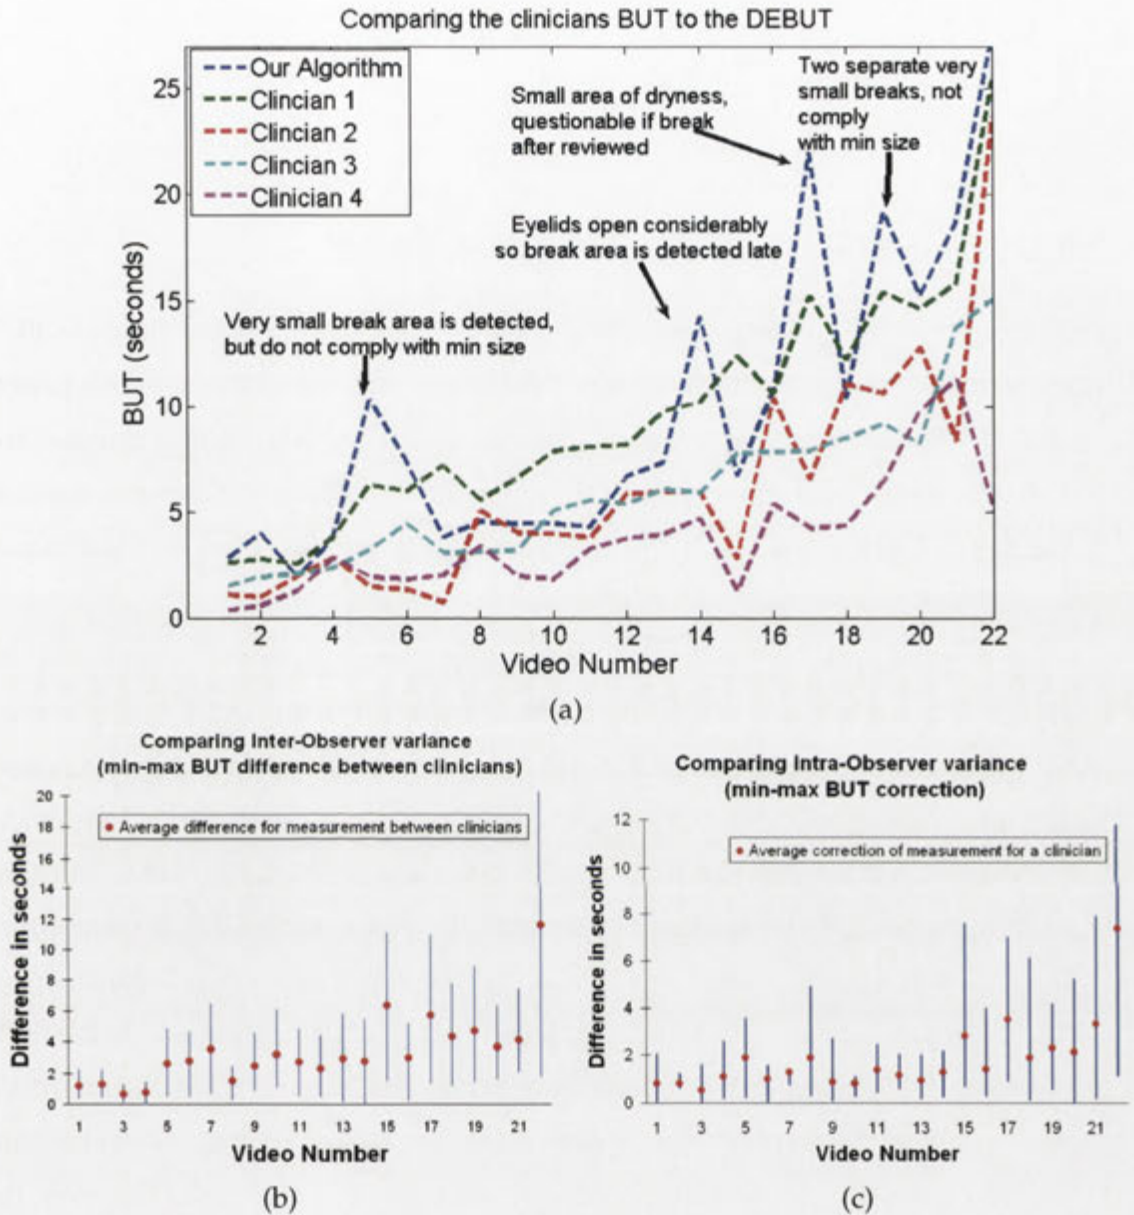 Comparing the clinicians BUT to the DEBUT
Our Algorithm
Clincian 1
Clincian 2
Clincian 3
Clinician 4
Small area of dryness,
questionable if break
after reviewed
Two separate very
small breaks, not
comply
with min size
Eyelids open considerably
so break area is detected late
Very small break area is detected,
but do not comply with min size
BUT (seconds)
25
20
15
10
5
0
2 4 6 8 10 12 14 16 18 20 22
Video Number
(a)
Comparing Inter-Observer variance
(min-max BUT difference between clinicians)
Average difference for measurement between clinicians
Difference in seconds
20
18
16
14
12
10
8
6
4
2
0
1 3 5 7 9 11 13 15 17 19 21
Video Number
(b)
Comparing Intra-Observer variance
(min-max BUT correction)
Average correction of measurement for a clinician
Difference in seconds
12
10
8
6
4
2
0
1 3 5 7 9 11 13 15 17 19 21
Video Number
(c)